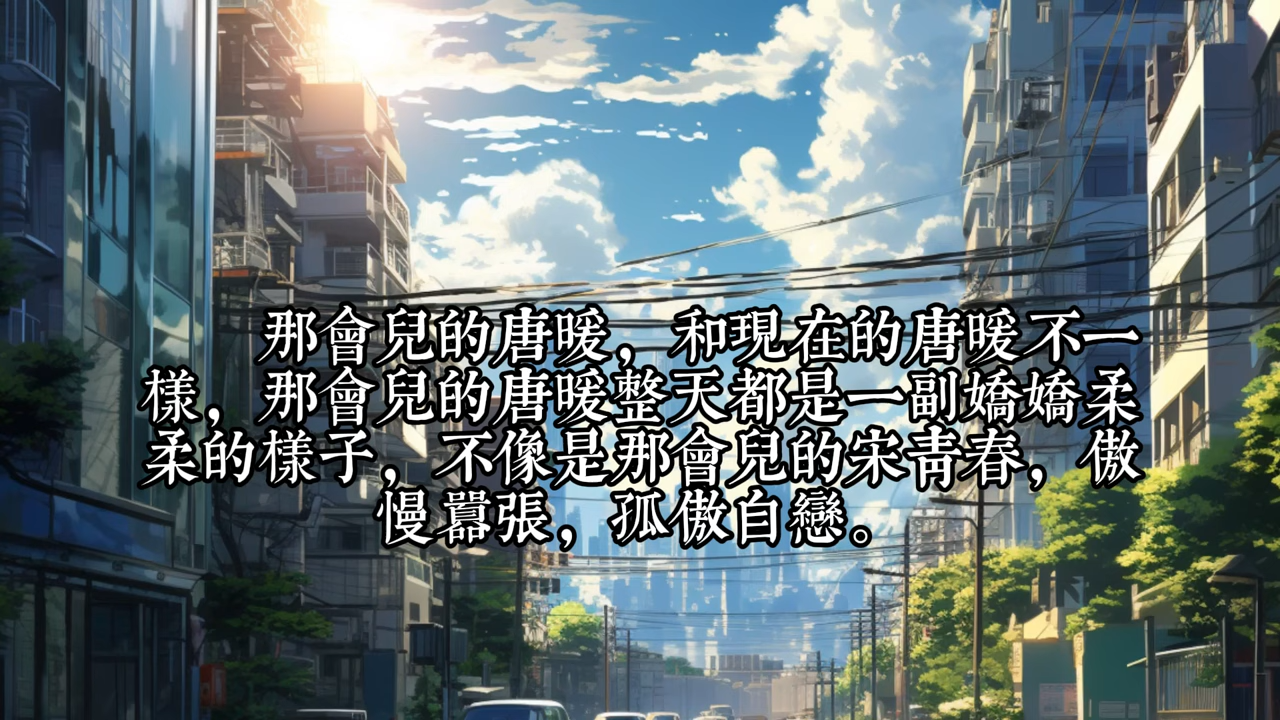 那會兒的唐暖，和現在的唐暖不一
樣，那會兒的唐暖整天都是一副嬌嬌柔
柔的樣子，不像是那會兒的宋青春，傲
慢囂張，孤傲自戀。